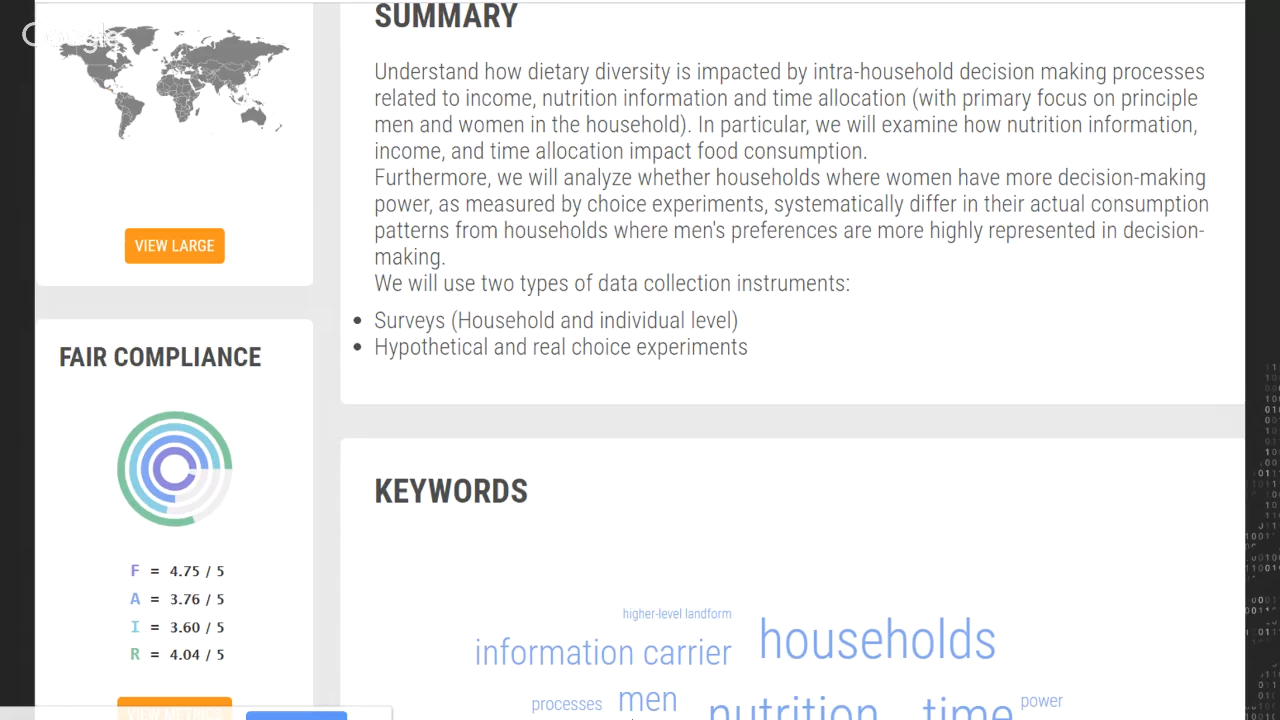 Google
SUMMARY
Understand how dietary diversity is impacted by intra-household decision making processes
related to income, nutrition information and time allocation (with primary focus on principle
men and women in the household). In particular, we will examine how nutrition information,
income, and time allocation impact food consumption.
Furthermore, we will analyze whether households where women have more decision-making
power, as measured by choice experiments, systematically differ in their actual consumption
patterns from households where men's preferences are more highly represented in decision-
making.
We will use two types of data collection instruments:
• Surveys (Household and individual level)
• Hypothetical and real choice experiments
VIEW LARGE
FAIR COMPLIANCE
F = 4.75 / 5
A = 3.76 / 5
I = 3.60 / 5
R = 4.04 / 5
VIEW METRICS
KEYWORDS
higher-level landform
information carrier
households
processes
men
nutrition
time
power